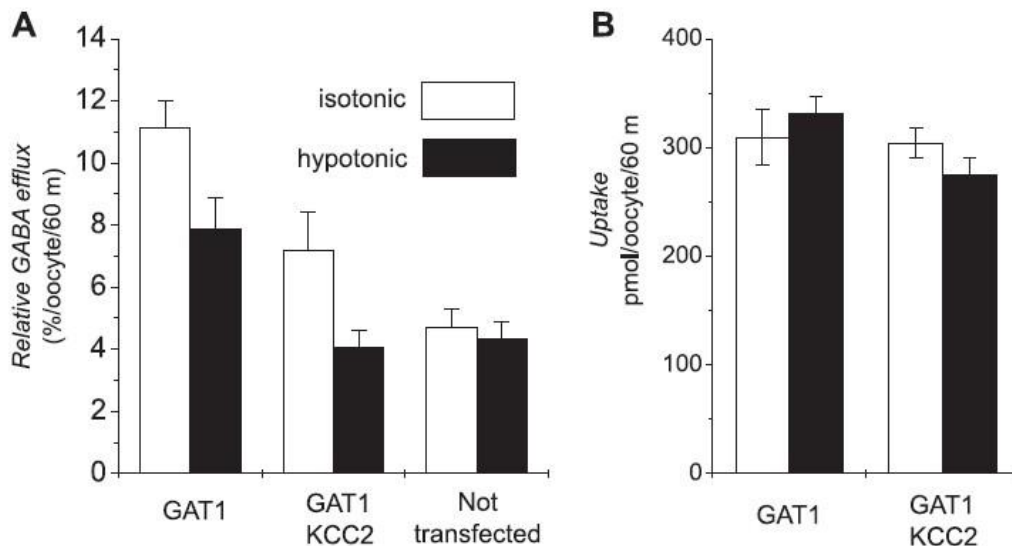 A
Relative GABA efflux
(%/oocyte/60 m)
14
12
10
8
6
4
2
0
isotonic
hypotonic
GAT1
GAT1
KCC2
Not
transfected
B
Uptake
pmol/oocyte/60 m
400
300
200
100
0
GAT1
GAT1
KCC2